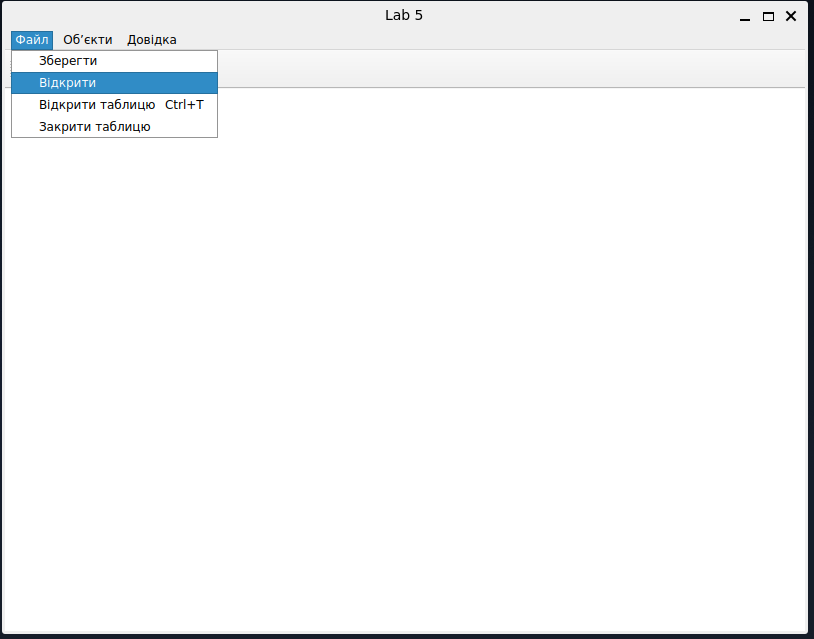 Lab 5
Файл Об’єкти Довідка
Зберегти
Відкрити
Відкрити таблицю Ctrl+T
Закрити таблицю